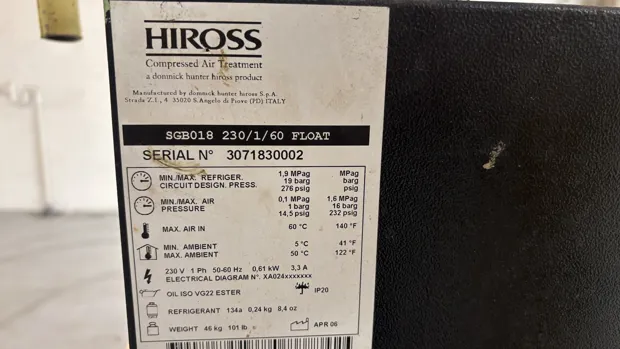 HIROSS
Compressed Air Treatment
a domnick hunter hiross product
Manufactured by domnick hunter hiross S.p.A.
Strada Z.I., 4 35020 S.Angelo di Piove (PD) ITALY
SGB018 230/1/60 FLOAT
SERIAL N° 3071830002
MIN./MAX. REFRIGER. 1,9 MPag MPag
CIRCUIT DESIGN. PRESS. 19 barg barg
276 psig psig
MIN./MAX. AIR 0,1 MPag 1,6 MPag
PRESSURE 1 barg 16 barg
14,5 psig 232 psig
MAX. AIR IN 60 °C 140 °F
MIN. AMBIENT 5 °C 41 °F
MAX. AMBIENT 50 °C 122 °F
230 V 1 Ph 50-60 Hz 0,61 kW 3,3 A
ELECTRICAL DIAGRAM N°. XA024xxxxxxx
OIL ISO VG22 ESTER IP20
REFRIGERANT 134a 0,24 kg 8,4 oz
WEIGHT 46 kg 101 lb APR 06